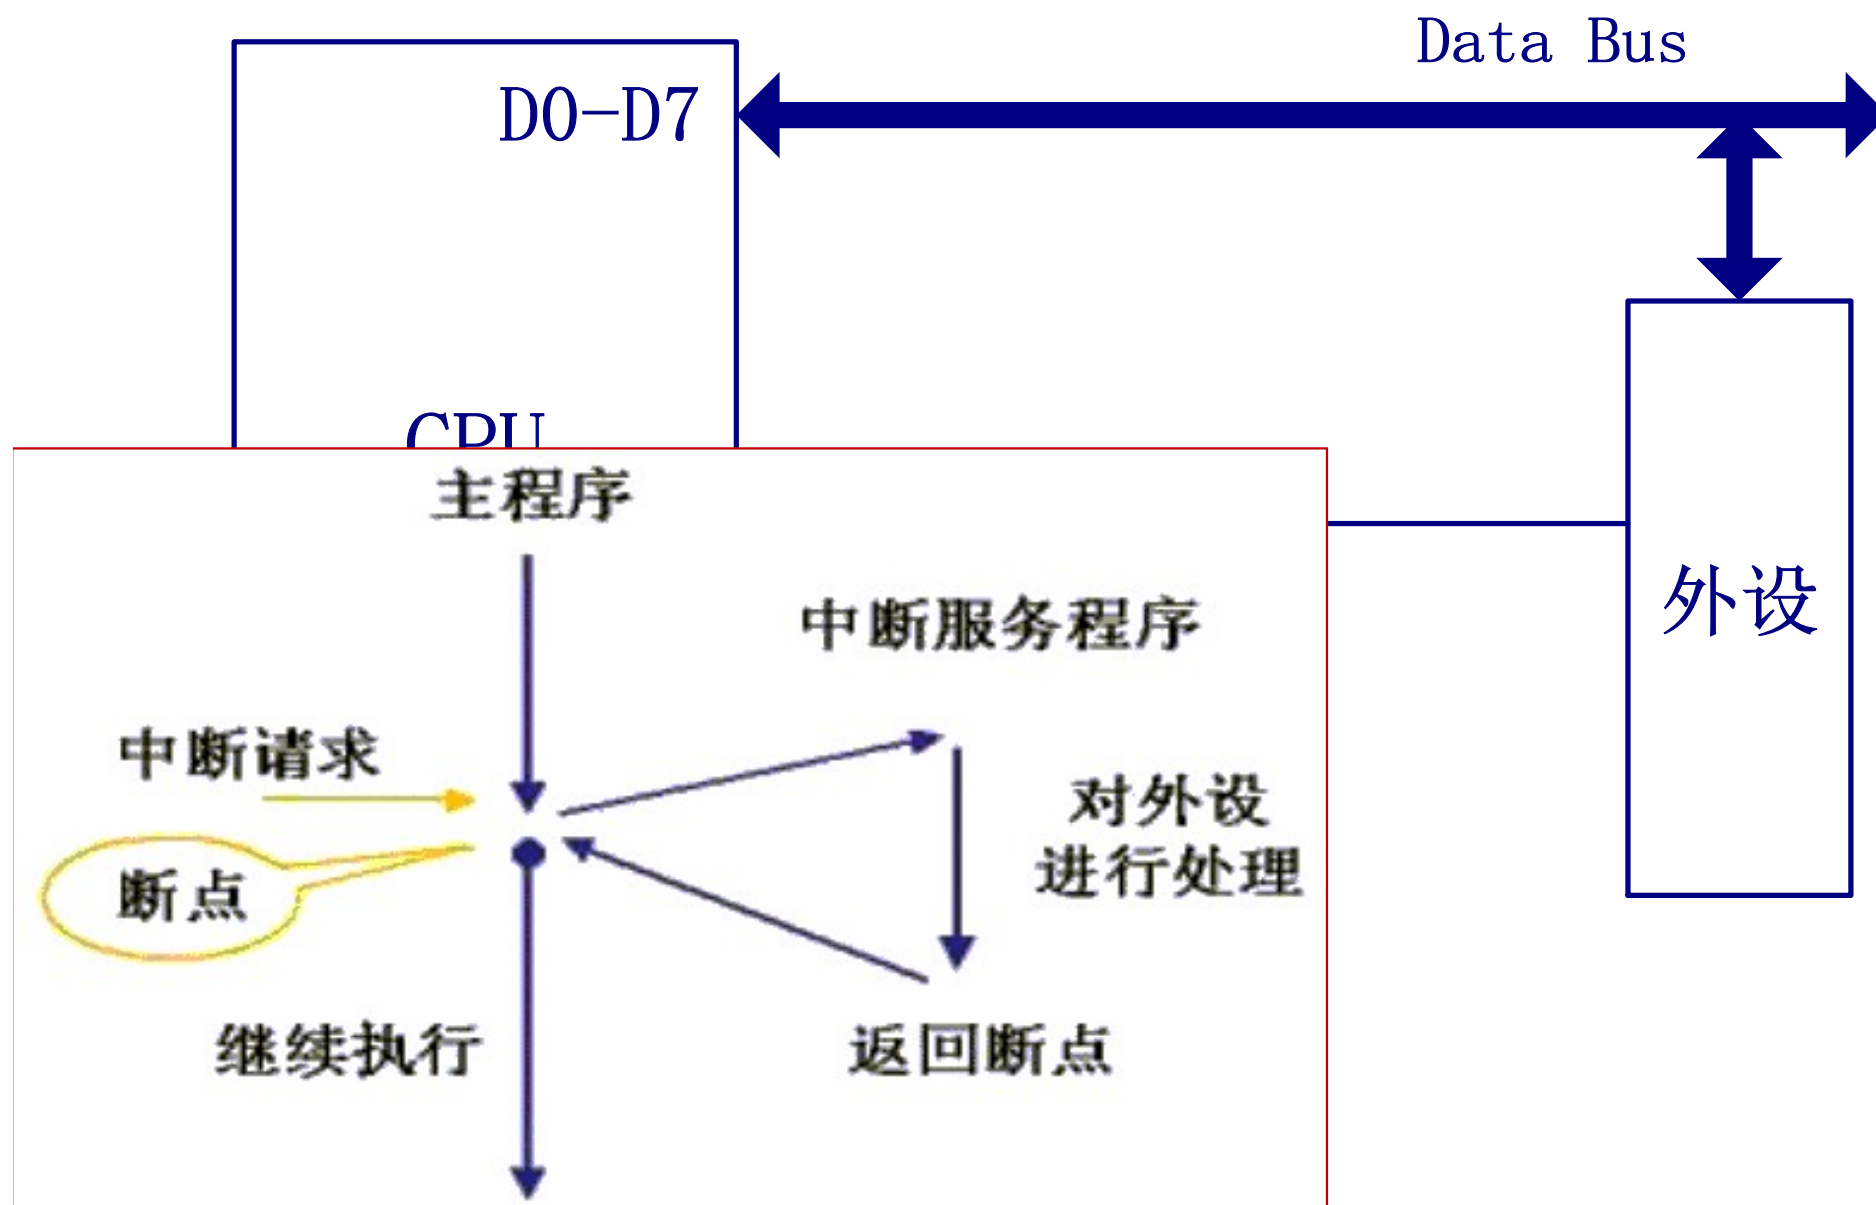 Data Bus
D0-D7
CPU
主程序
外设
中断服务程序
中断请求
对外设
进行处理
断点
继续执行
返回断点